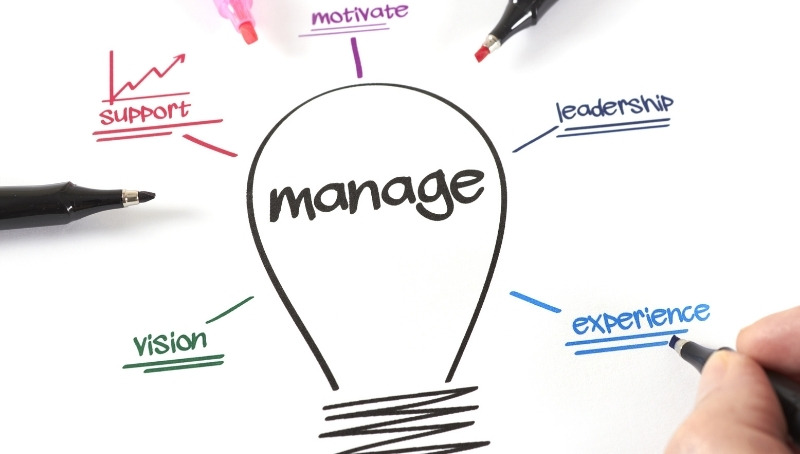 motivate
support
leadership
manage
vision
experience